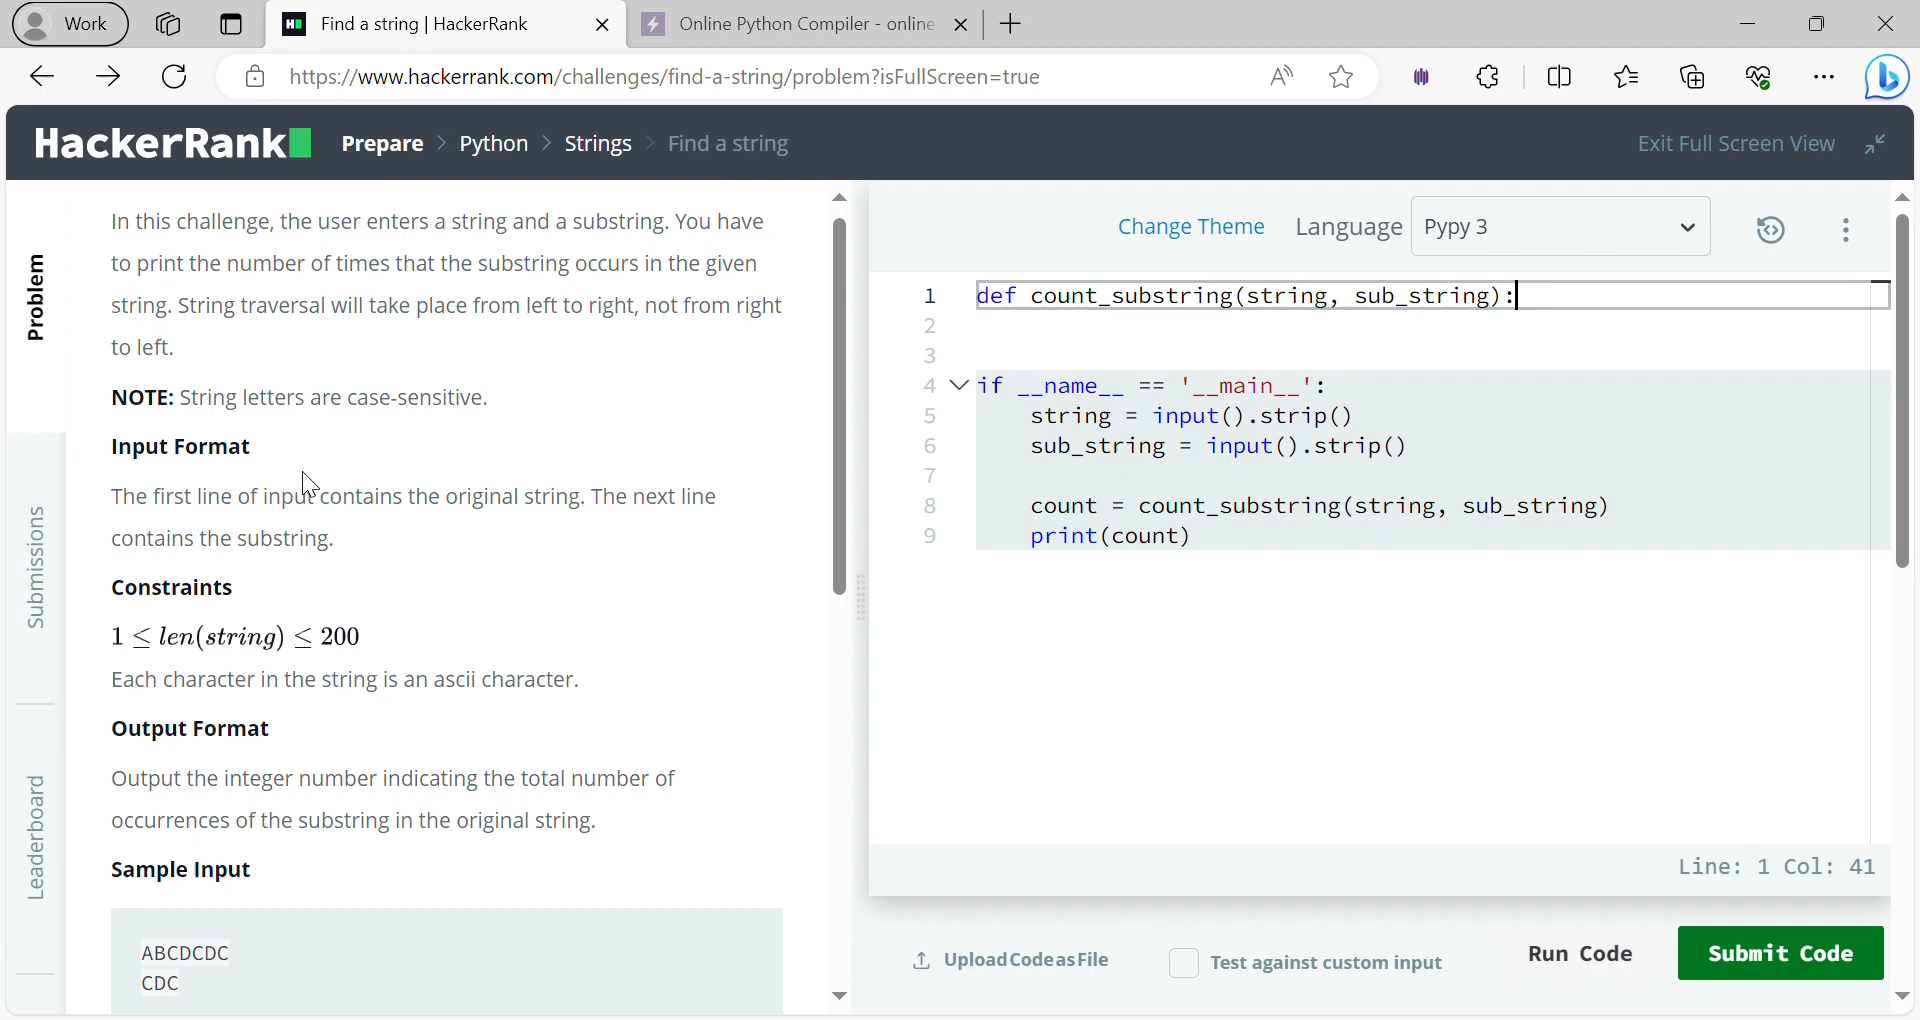 Work
Find a string | HackerRank
Online Python Compiler - online
https://www.hackerrank.com/challenges/find-a-string/problem?isFullScreen=true
HackerRank
Prepare > Python > Strings > Find a string
Exit Full Screen View
Problem
Submissions
Leaderboard
In this challenge, the user enters a string and a substring. You have
to print the number of times that the substring occurs in the given
string. String traversal will take place from left to right, not from right
to left.
NOTE: String letters are case-sensitive.
Input Format
The first line of input contains the original string. The next line
contains the substring.
Constraints
1 ≤ len(string) ≤ 200
Each character in the string is an ascii character.
Output Format
Output the integer number indicating the total number of
occurrences of the substring in the original string.
Sample Input
ABCDCDC
CDC
Change Theme
Language
Pypy 3
1 def count_substring(string, sub_string):
2
3
4 if __name__ == '__main__':
5     string = input().strip()
6     sub_string = input().strip()
7
8     count = count_substring(string, sub_string)
9     print(count)
Line: 1 Col: 41
Upload Code as File
Test against custom input
Run Code
Submit Code